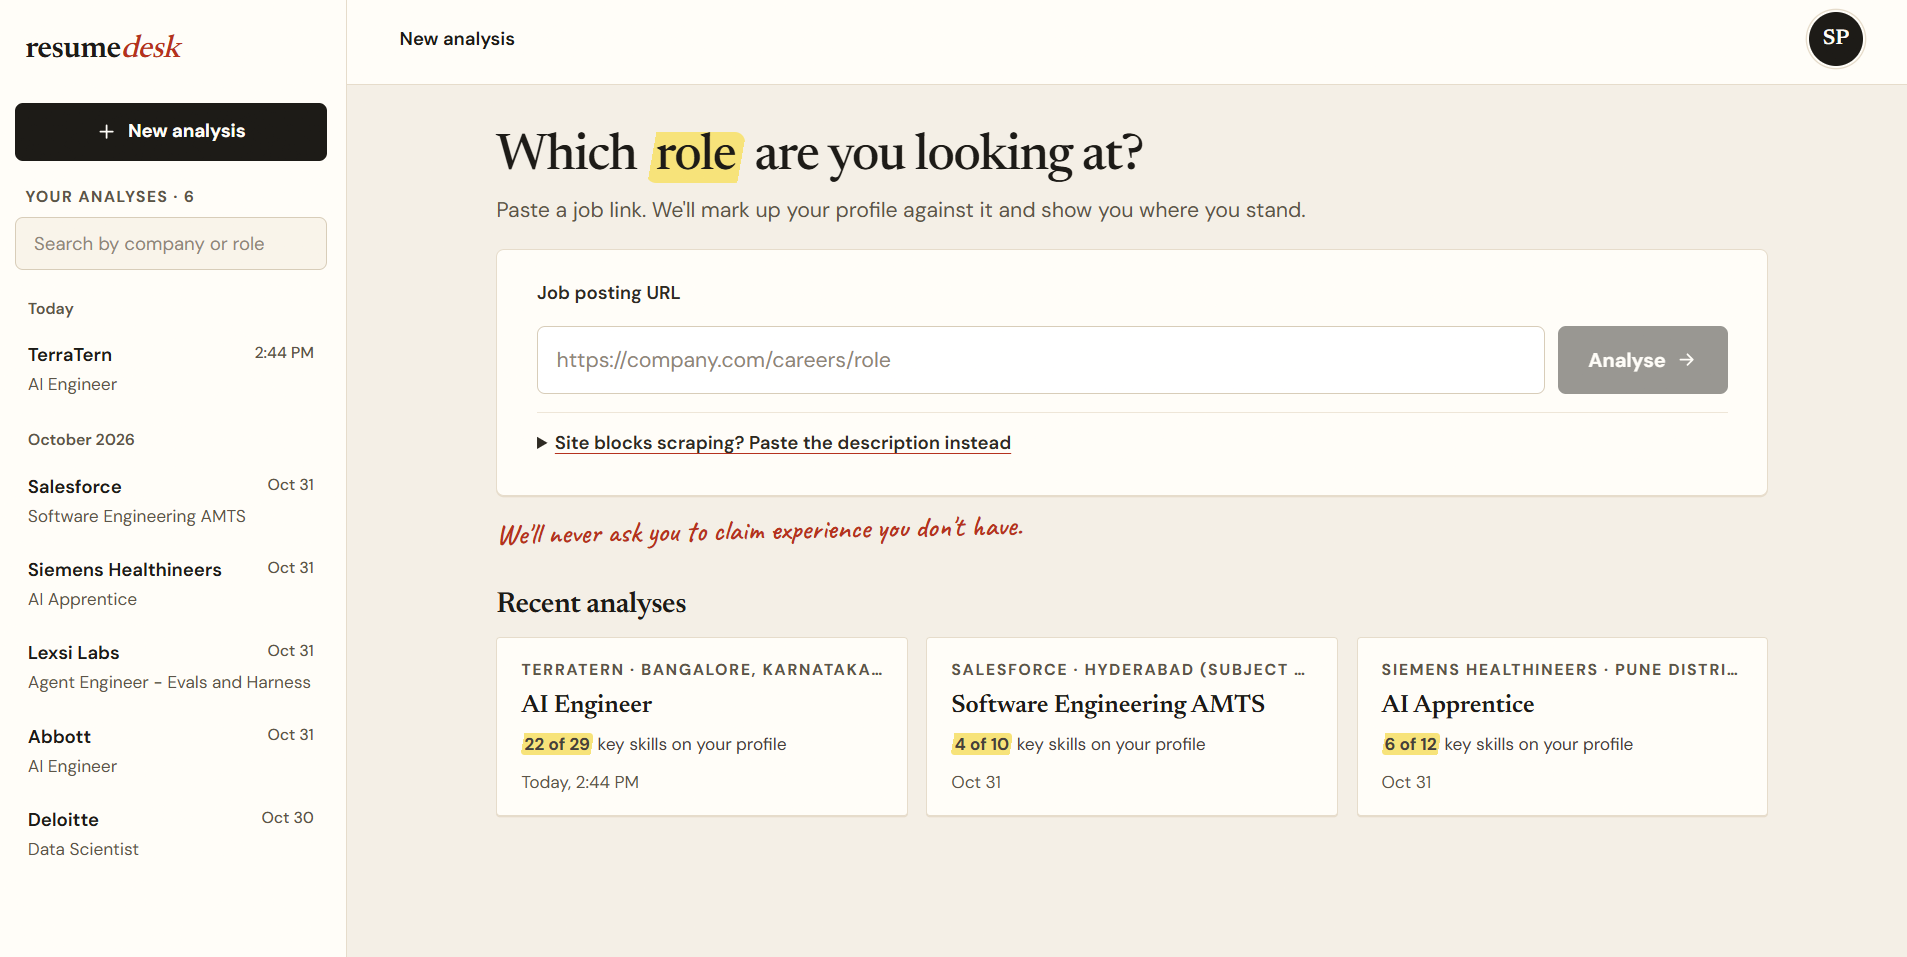 resumedesk
New analysis
SP
+ New analysis
YOUR ANALYSES · 6
Search by company or role
Today
TerraTern 2:44 PM
AI Engineer
October 2026
Salesforce Oct 31
Software Engineering AMTS
Siemens Healthineers Oct 31
AI Apprentice
Lexsi Labs Oct 31
Agent Engineer - Evals and Harness
Abbott Oct 31
AI Engineer
Deloitte Oct 30
Data Scientist
Which role are you looking at?
Paste a job link. We'll mark up your profile against it and show you where you stand.
Job posting URL
https://company.com/careers/role
Analyse →
Site blocks scraping? Paste the description instead
We'll never ask you to claim experience you don't have.
Recent analyses
TERRATERN · BANGALORE, KARNATAKA…
AI Engineer
22 of 29 key skills on your profile
Today, 2:44 PM
SALESFORCE · HYDERABAD (SUBJECT …
Software Engineering AMTS
4 of 10 key skills on your profile
Oct 31
SIEMENS HEALTHINEERS · PUNE DISTRI…
AI Apprentice
6 of 12 key skills on your profile
Oct 31